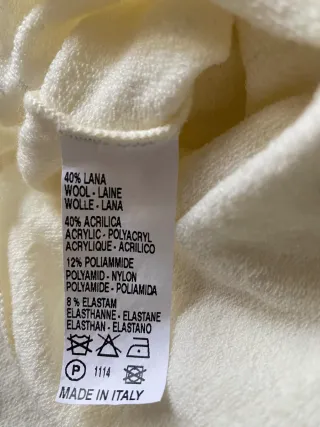 40% LANA
WOOL - LAINE
WOLLE - LANA
40% ACRILICA
ACRYLIC - POLYACRYL
ACRYLIQUE - ACRILICO
12% POLIAMMIDE
POLYAMID - NYLON
POLYAMIDE - POLIAMIDA
8 % ELASTAM
ELASTHANNE - ELASTANE
ELASTHAN - ELASTANO
P 1114
MADE IN ITALY